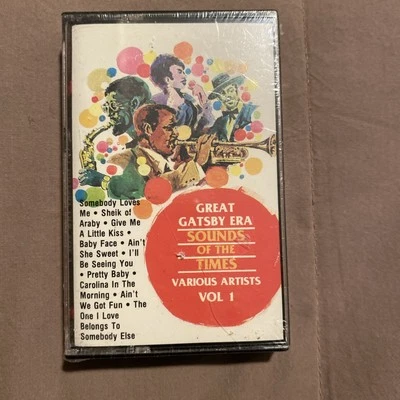 GREAT
GATSBY ERA
SOUNDS
OF THE
TIMES
VARIOUS ARTISTS
VOL 1
Somebody Loves
Me • Sheik of
Araby • Give Me
A Little Kiss •
Baby Face • Ain't
She Sweet • I'll
Be Seeing You
• Pretty Baby •
Carolina In The
Morning • Ain't
We Got Fun • The
One I Love
Belongs To
Somebody Else